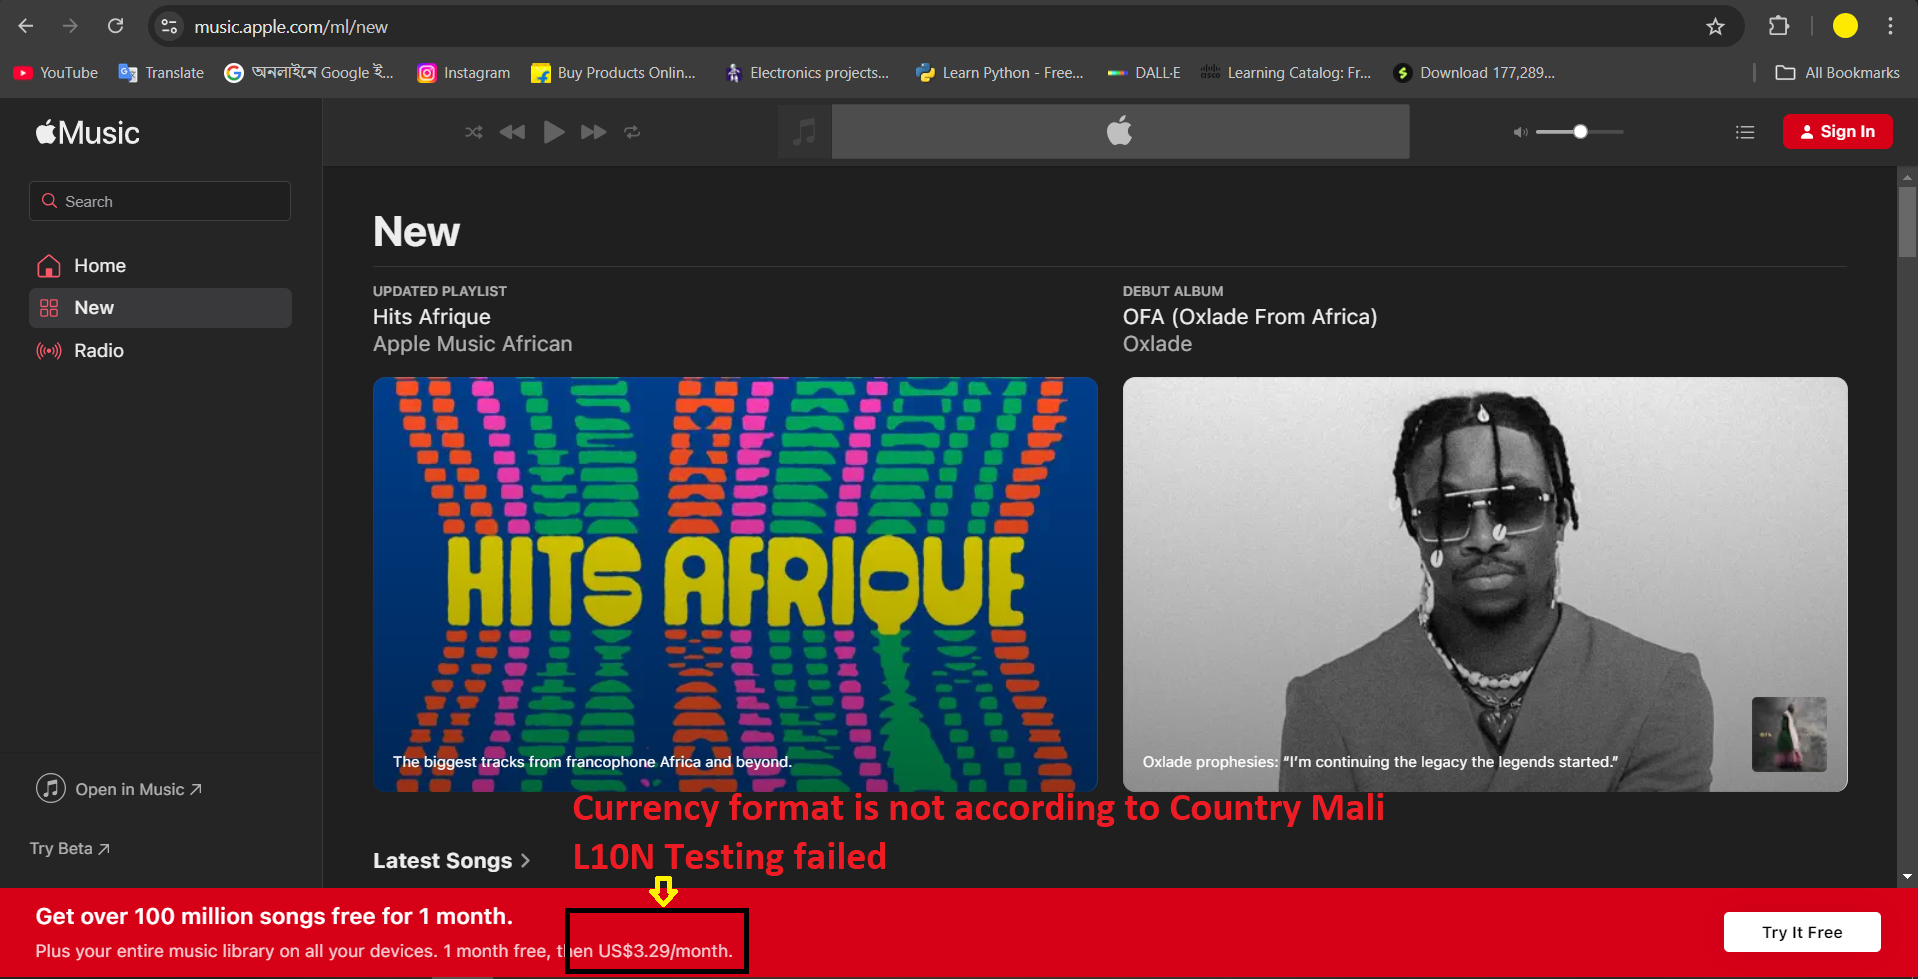 music.apple.com/ml/new
YouTube
Translate
অনলাইনে Google ই...
Instagram
Buy Products Onlin...
Electronics projects...
Learn Python - Free...
DALL·E
Learning Catalog: Fr...
Download 177,289...
All Bookmarks
Music
Sign In
Search
Home
New
Radio
Open in Music
Try Beta
New
UPDATED PLAYLIST
Hits Afrique
Apple Music African
DEBUT ALBUM
OFA (Oxlade From Africa)
Oxlade
HITS AFRIQUE
The biggest tracks from francophone Africa and beyond.
Oxlade prophesies: “I’m continuing the legacy the legends started.”
Currency format is not according to Country Mali
L10N Testing failed
Latest Songs
Get over 100 million songs free for 1 month.
Plus your entire music library on all your devices. 1 month free, then US$3.29/month.
Try It Free